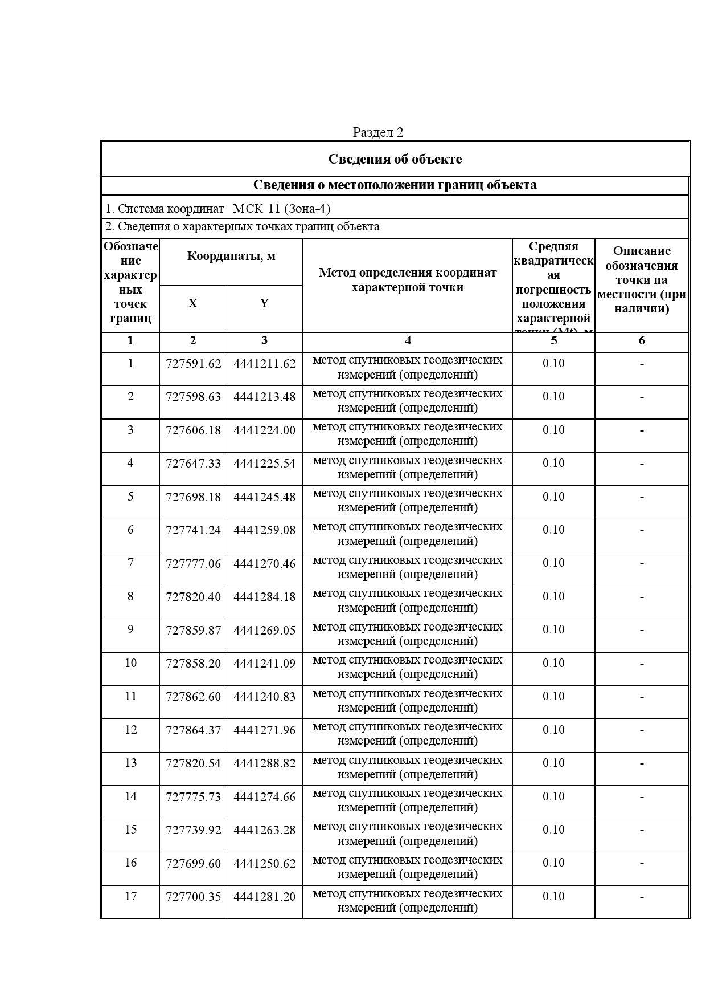 Раздел 2
Сведения об объекте
Сведения о местоположении границ объекта
1. Система координат МСК 11 (Зона-4)
2. Сведения о характерных точках границ объекта
Обозначе
ние
характер
ных
точек
границ
Координаты, м
X
Y
Метод определения координат
характерной точки
Средняя
квадратическ
ая
погрешность
положения
характерной
точки (Mt), м
Описание
обозначения
точки на
местности (при
наличии)
1 2 3 4 5 6
1 727591.62 4441211.62 метод спутниковых геодезических
измерений (определений) 0.10 -
2 727598.63 4441213.48 метод спутниковых геодезических
измерений (определений) 0.10 -
3 727606.18 4441224.00 метод спутниковых геодезических
измерений (определений) 0.10 -
4 727647.33 4441225.54 метод спутниковых геодезических
измерений (определений) 0.10 -
5 727698.18 4441245.48 метод спутниковых геодезических
измерений (определений) 0.10 -
6 727741.24 4441259.08 метод спутниковых геодезических
измерений (определений) 0.10 -
7 727777.06 4441270.46 метод спутниковых геодезических
измерений (определений) 0.10 -
8 727820.40 4441284.18 метод спутниковых геодезических
измерений (определений) 0.10 -
9 727859.87 4441269.05 метод спутниковых геодезических
измерений (определений) 0.10 -
10 727858.20 4441241.09 метод спутниковых геодезических
измерений (определений) 0.10 -
11 727862.60 4441240.83 метод спутниковых геодезических
измерений (определений) 0.10 -
12 727864.37 4441271.96 метод спутниковых геодезических
измерений (определений) 0.10 -
13 727820.54 4441288.82 метод спутниковых геодезических
измерений (определений) 0.10 -
14 727775.73 4441274.66 метод спутниковых геодезических
измерений (определений) 0.10 -
15 727739.92 4441263.28 метод спутниковых геодезических
измерений (определений) 0.10 -
16 727699.60 4441250.62 метод спутниковых геодезических
измерений (определений) 0.10 -
17 727700.35 4441281.20 метод спутниковых геодезических
измерений (определений) 0.10 -